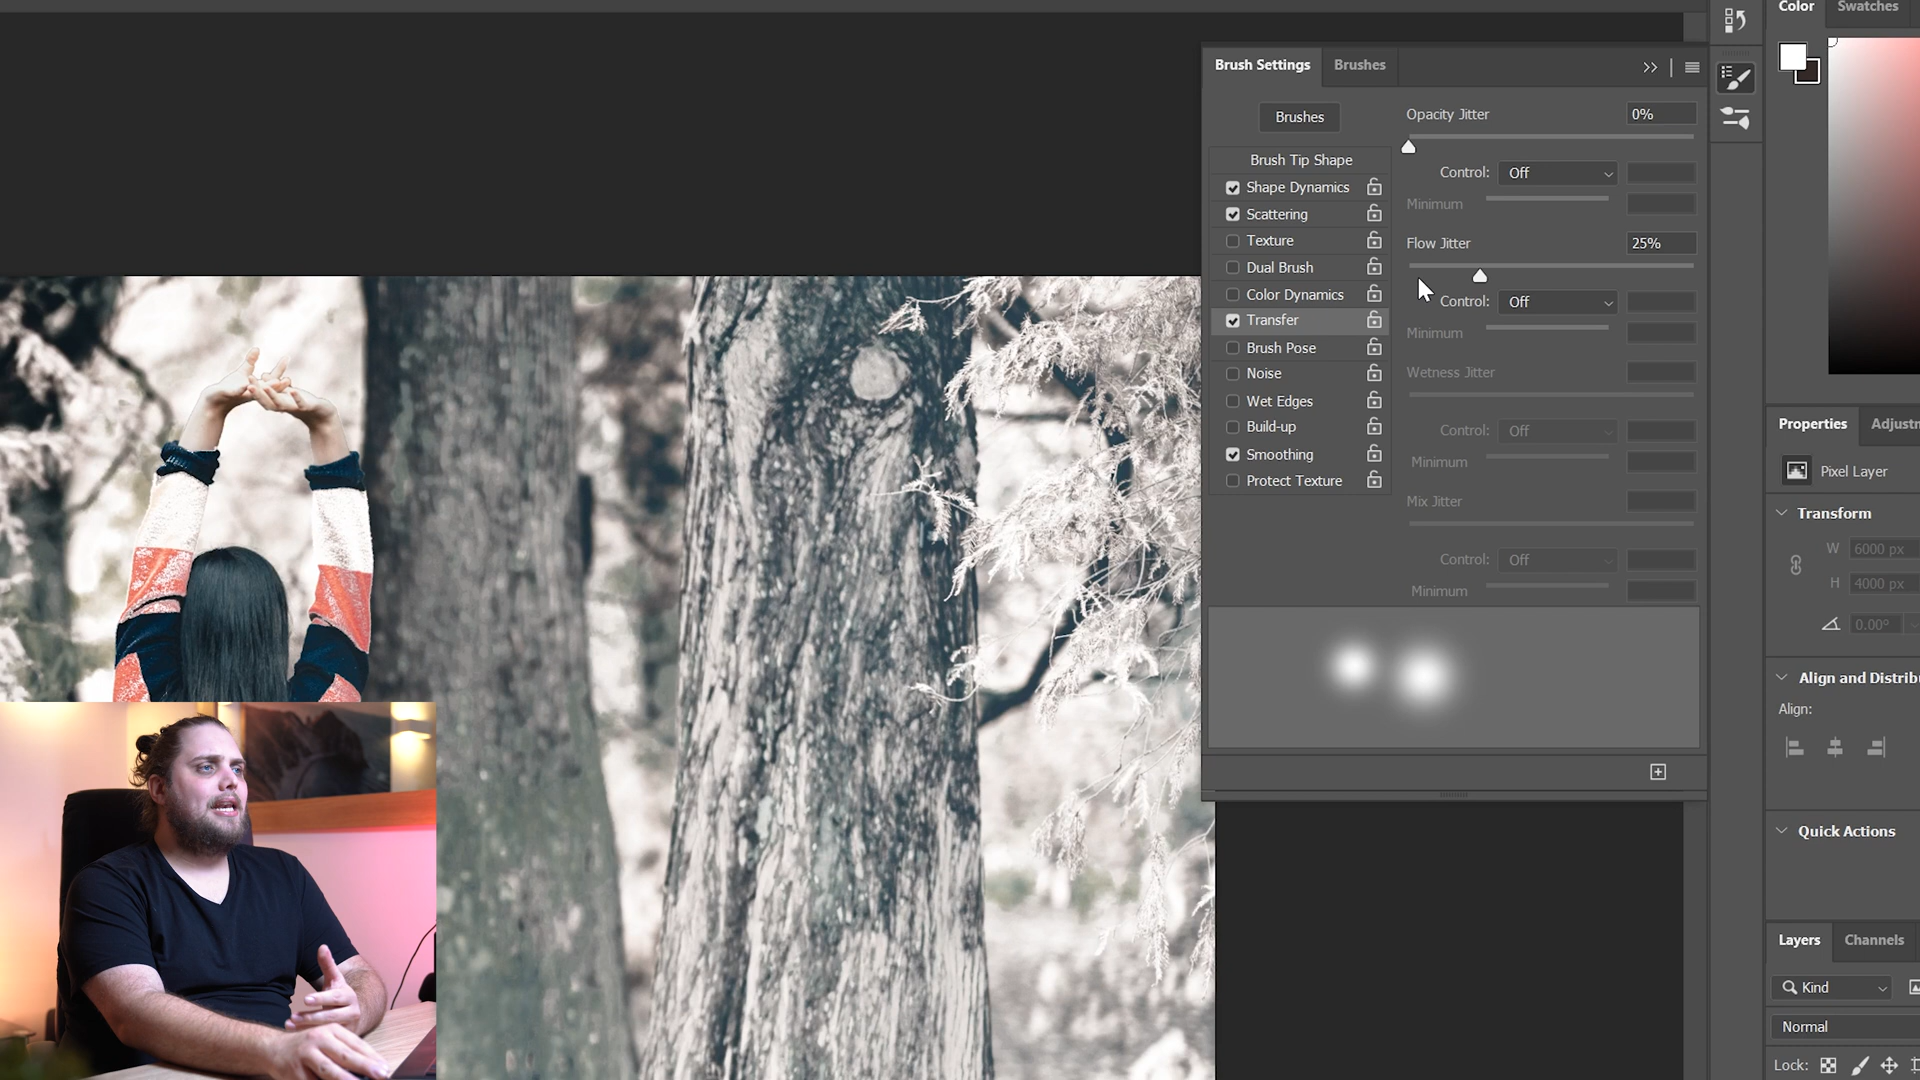 Color Swatches
Brush Settings Brushes
Brushes
Opacity Jitter 0%
Brush Tip Shape
Control: Off
Shape Dynamics
Minimum
Scattering
Texture
Flow Jitter 25%
Dual Brush
Color Dynamics
Control: Off
Transfer
Minimum
Brush Pose
Noise
Wetness Jitter
Wet Edges
Build-up
Control: Off
Smoothing
Minimum
Protect Texture
Mix Jitter
Control: Off
Minimum
Properties Adjustm
Pixel Layer
Transform
W 6000 px
H 4000 px
0.00°
Align and Distribu
Align:
Quick Actions
Layers Channels
Kind
Normal
Lock: